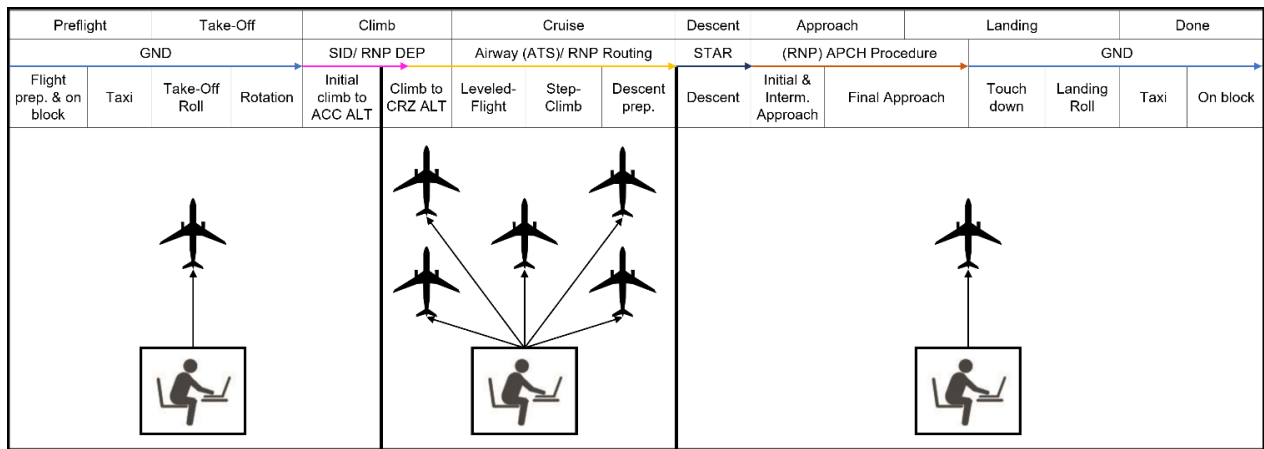 Preflight Take-Off Climb Cruise Descent Approach Landing Done
GND SID/ RNP DEP Airway (ATS)/ RNP Routing STAR (RNP) APCH Procedure GND
Flight
prep. & on
block
Taxi
Take-Off
Roll
Rotation
Initial
climb to
ACC ALT
Climb to
CRZ ALT
Leveled-
Flight
Step-
Climb
Descent
prep.
Descent
Initial &
Interm.
Approach
Final Approach
Touch
down
Landing
Roll
Taxi
On block